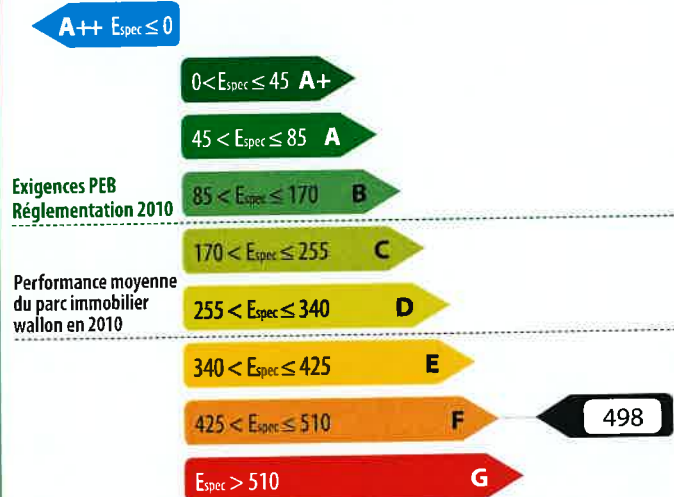 A++ Espec ≤ 0
0 < Espec ≤ 45 A+
45 < Espec ≤ 85 A
Exigences PEB
Réglementation 2010
85 < Espec ≤ 170 B
170 < Espec ≤ 255 C
Performance moyenne
du parc immobilier
wallon en 2010
255 < Espec ≤ 340 D
340 < Espec ≤ 425 E
425 < Espec ≤ 510 F
498
Espec > 510 G